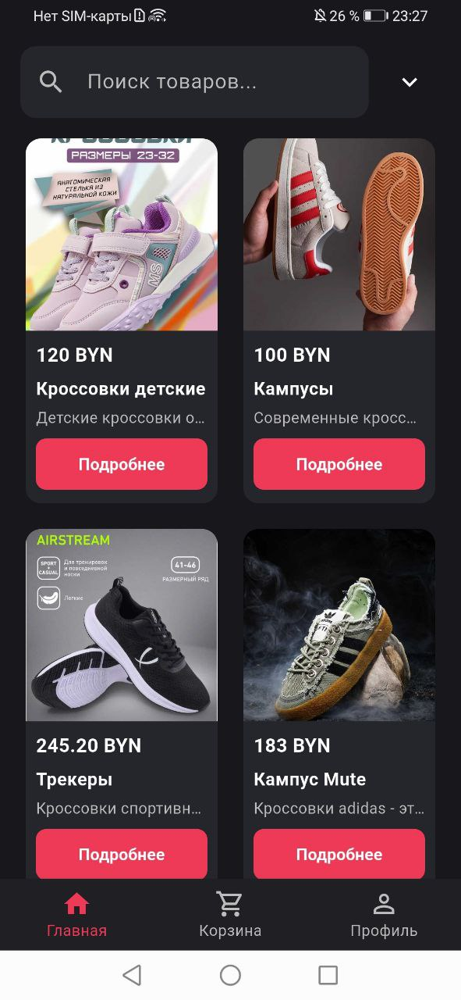 Нет SIM-карты
26 % 23:27
Поиск товаров...
КРОССОВКИ
РАЗМЕРЫ 23-32
АНАТОМИЧЕСКАЯ
СТЕЛЬКА ИЗ
НАТУРАЛЬНОЙ КОЖИ
MS
120 BYN
100 BYN
Кроссовки детские
Кампусы
Детские кроссовки о...
Современные кросс...
Подробнее
Подробнее
AIRSTREAM
SPORT
+
CASUAL
Для тренировок
и повседневной
носки
41-46
РАЗМЕРНЫЙ РЯД
Легкие
245.20 BYN
183 BYN
Трекеры
Кампус Mute
Кроссовки спортивн...
Кроссовки adidas - эт...
Подробнее
Подробнее
Главная
Корзина
Профиль